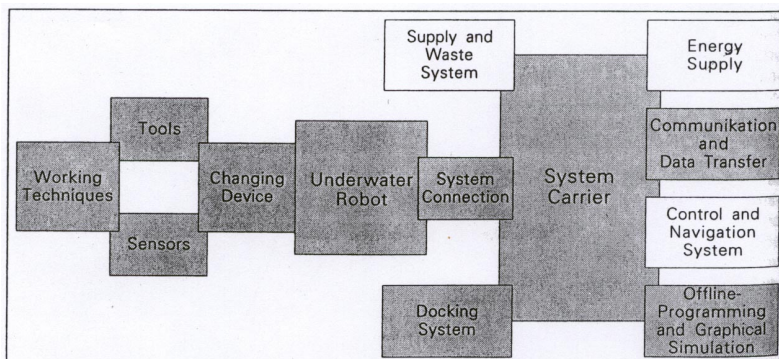 Supply and
Waste
System
Energy
Supply
Tools
Communikation
and
Data Transfer
Working
Techniques
Changing
Device
Underwater
Robot
System
Connection
System
Carrier
Control and
Navigation
System
Sensors
Docking
System
Offline-
Programming
and Graphical
Simulation